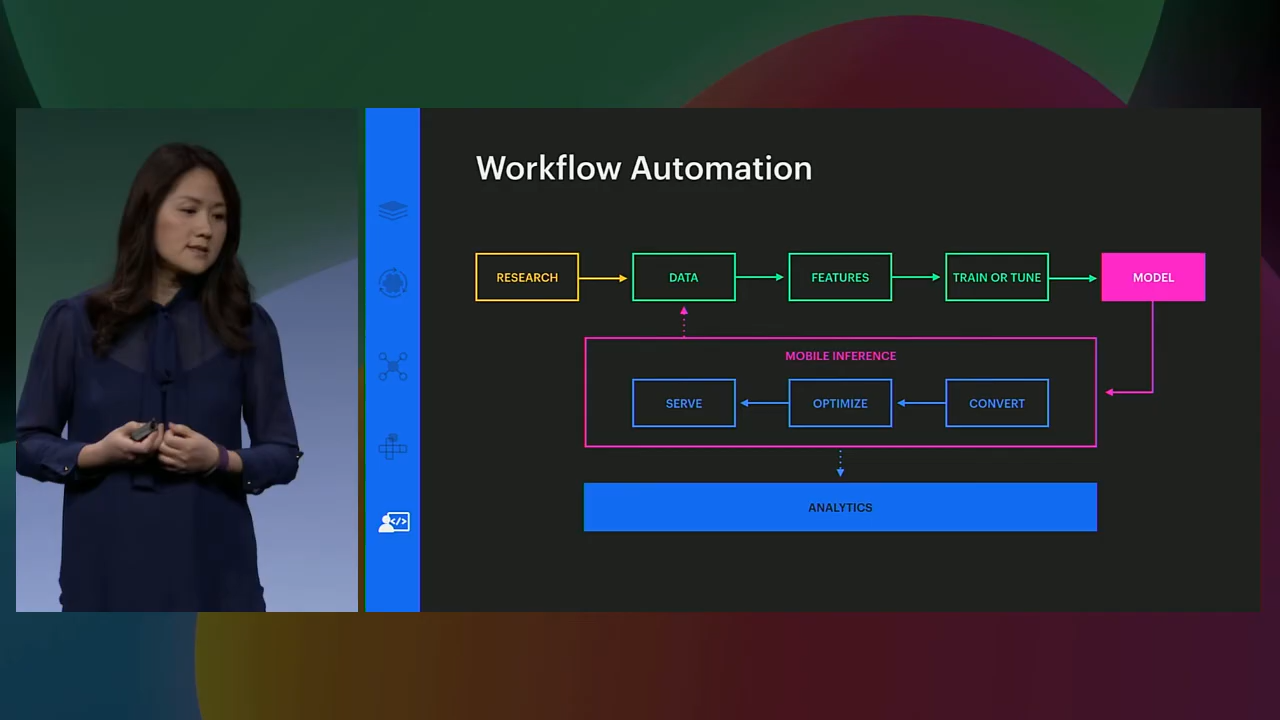 Workflow Automation
RESEARCH
DATA
FEATURES
TRAIN OR TUNE
MODEL
MOBILE INFERENCE
SERVE
OPTIMIZE
CONVERT
ANALYTICS